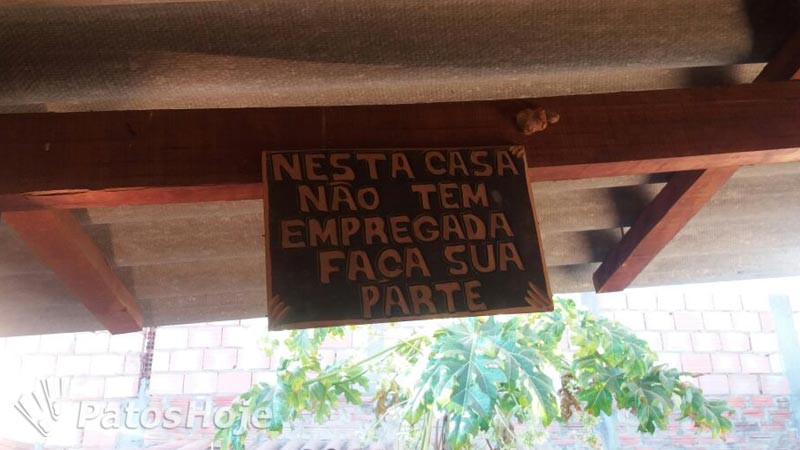 NESTA CASA
NÃO TEM
EMPREGADA
FAÇA SUA
PARTE
PatosHoje